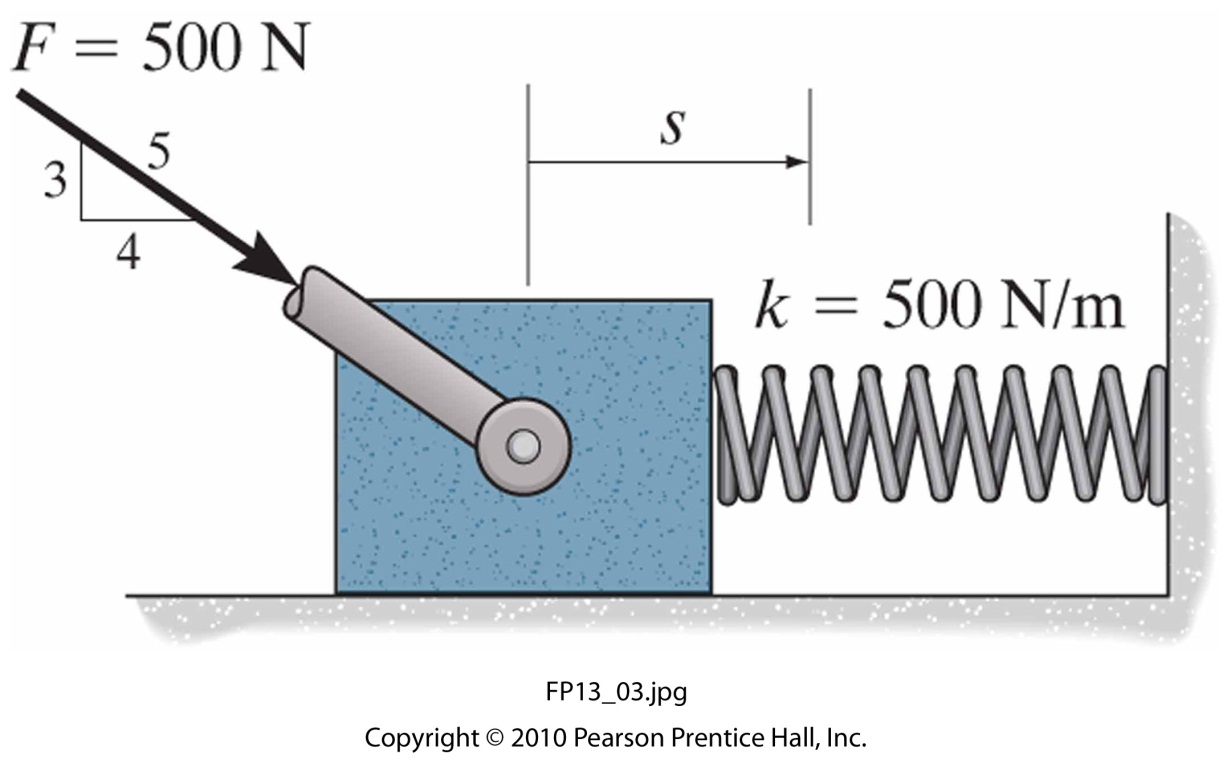 F = 500 N
s
5
3
4
k = 500 N/m
FP13_03.jpg
Copyright © 2010 Pearson Prentice Hall, Inc.